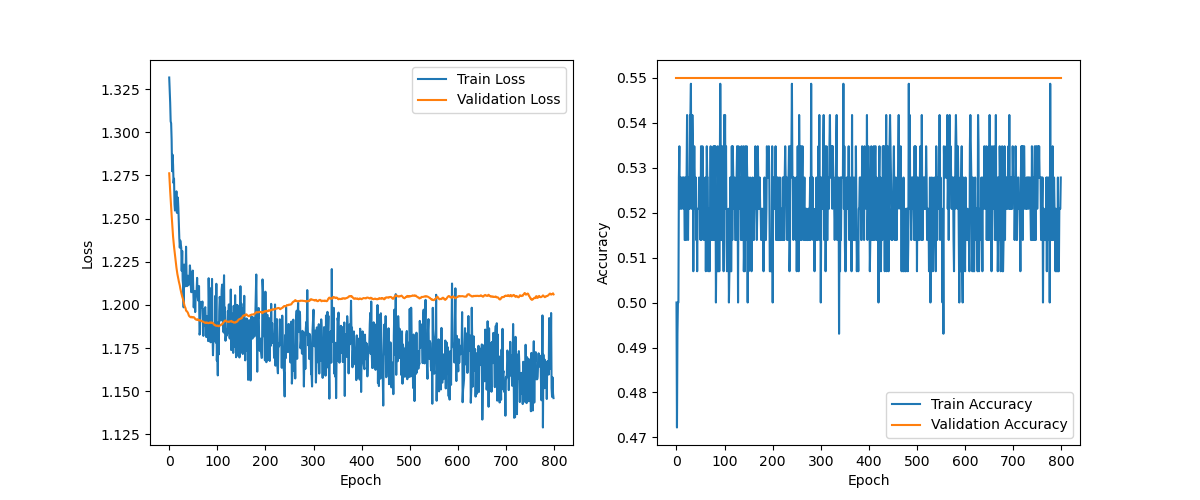 Train Loss
Validation Loss
1.325
1.300
1.275
1.250
1.225
1.200
1.175
1.150
1.125
Loss
0 100 200 300 400 500 600 700 800
Epoch
0.55
0.54
0.53
0.52
0.51
0.50
0.49
0.48
0.47
Accuracy
Train Accuracy
Validation Accuracy
0 100 200 300 400 500 600 700 800
Epoch